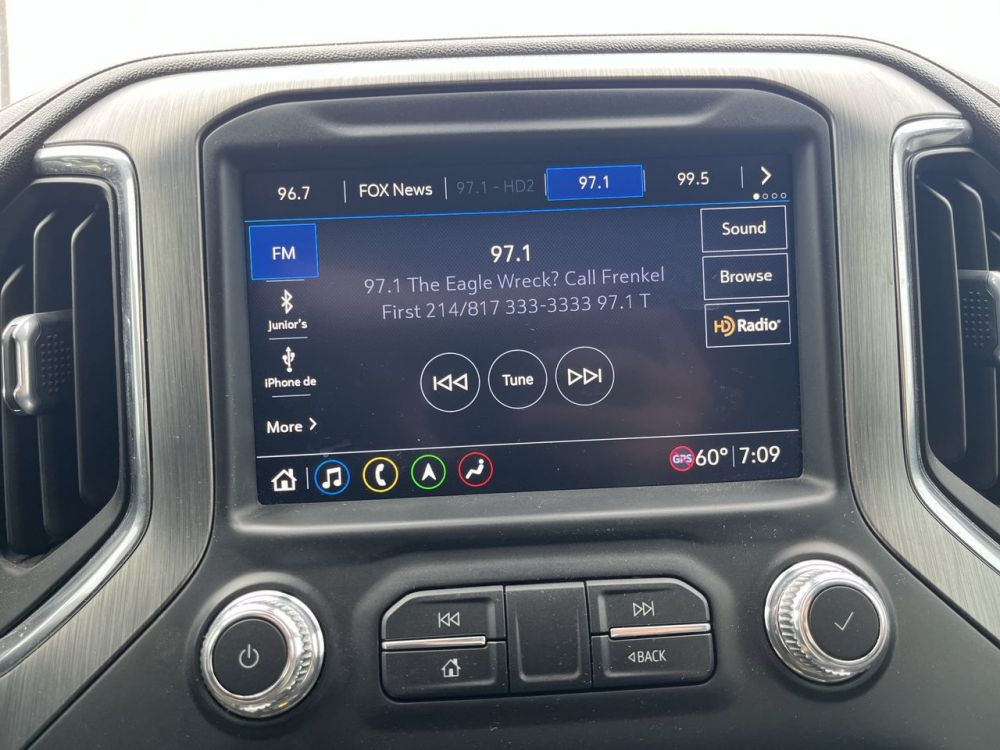 96.7 FOX News 97.1 - HD2 97.1 99.5
FM
97.1
Sound
97.1 The Eagle Wreck? Call Frenkel
First 214/817 333-3333 97.1 T
Browse
Junior's
HD Radio
iPhone de
Tune
More
GPS 60° 7:09
BACK